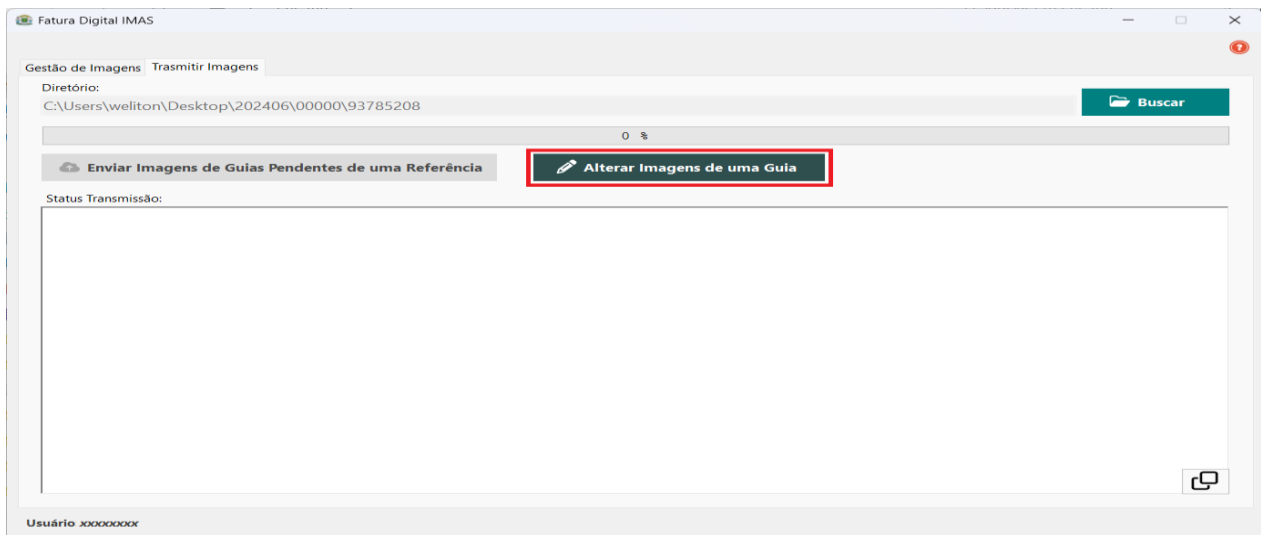 Fatura Digital IMAS
Gestão de Imagens Trasmitir Imagens
Diretório:
C:\Users\weliton\Desktop\202406\00000\93785208
Buscar
0 %
Enviar Imagens de Guias Pendentes de uma Referência
Alterar Imagens de uma Guia
Status Transmissão:
Usuário xxxxxxxx